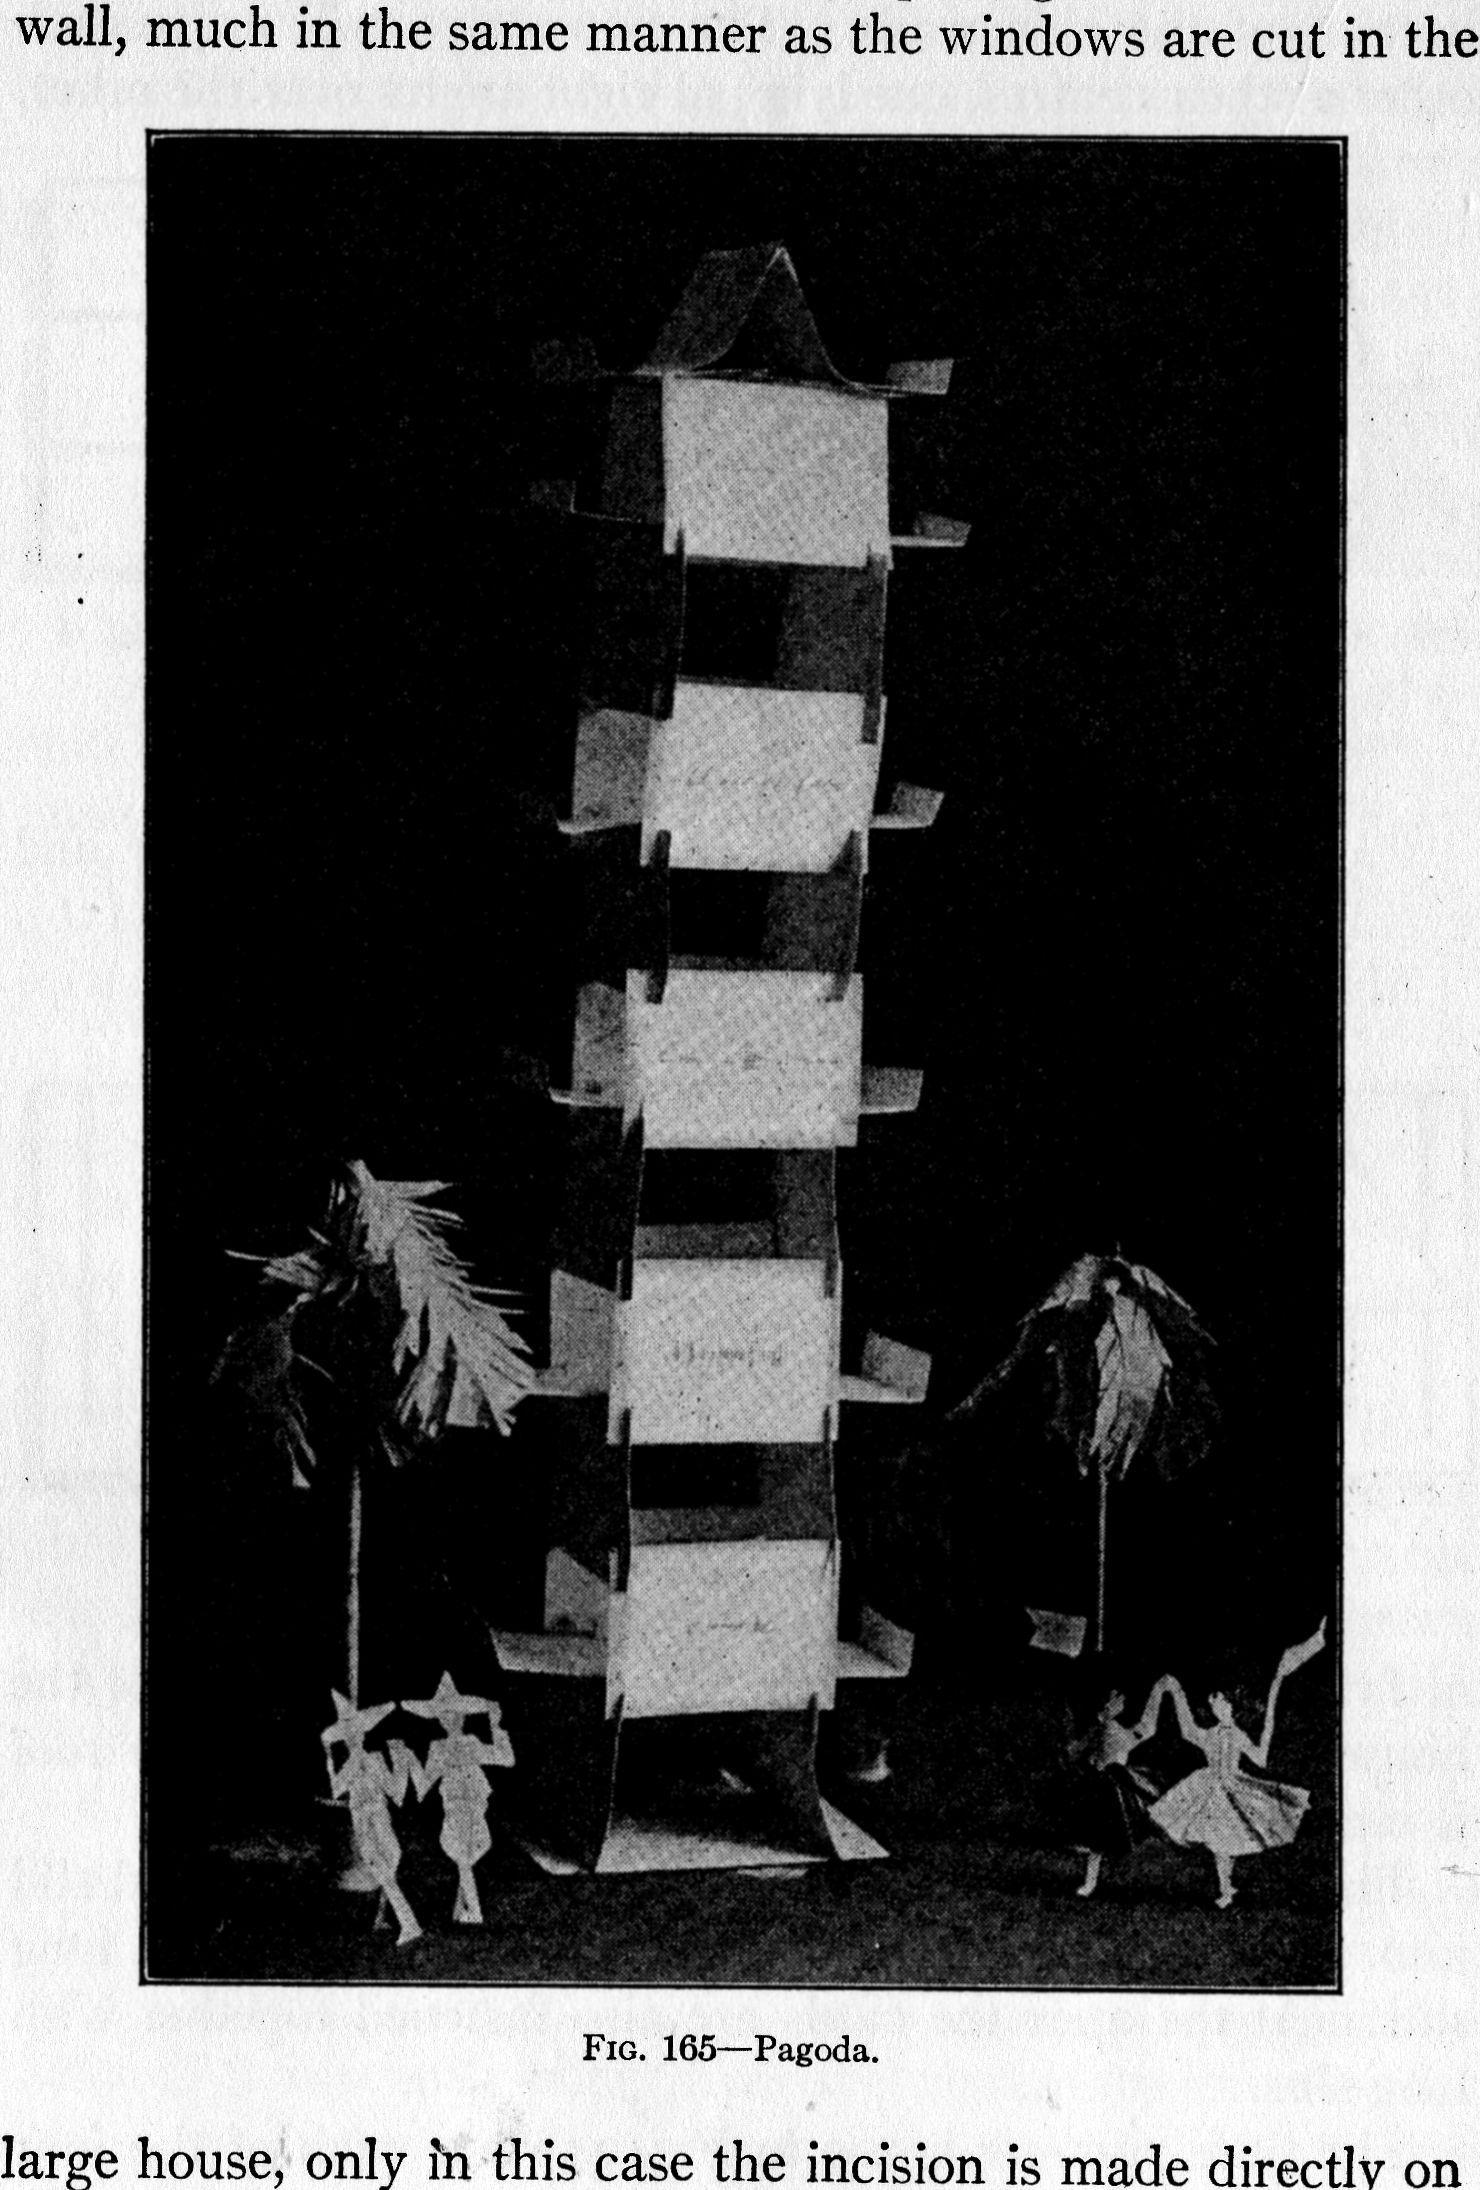 wall, much in the same manner as the windows are cut in the
FIG. 165—Pagoda.
large house, only in this case the incision is made directly on